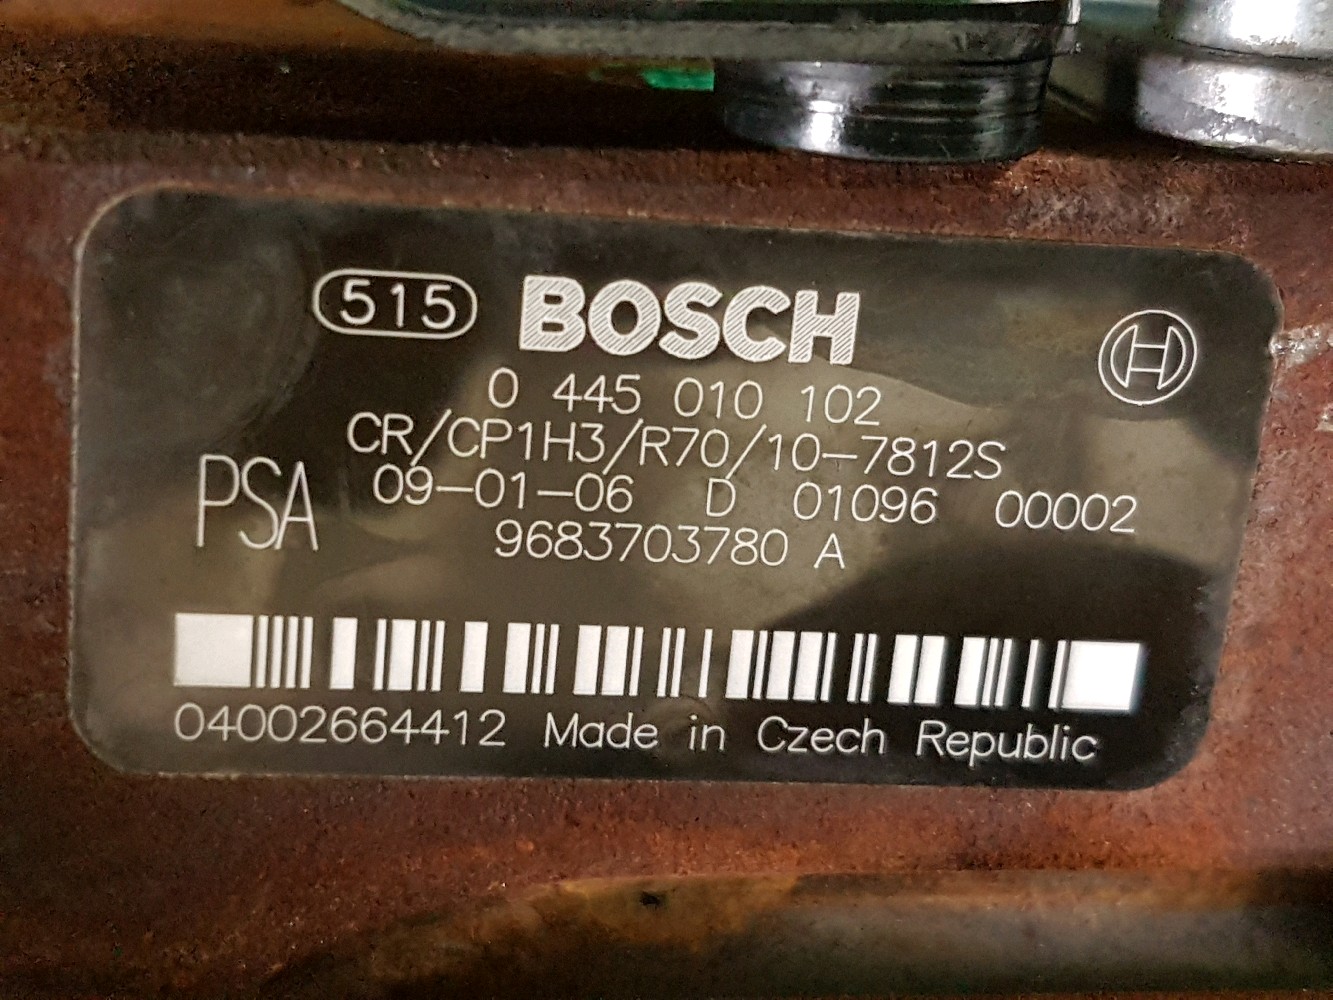 515 BOSCH
0 445 010 102
CR/CP1H3/R70/10-7812S
PSA 09-01-06 D 01096 00002
9683703780 A
04002664412 Made in Czech Republic